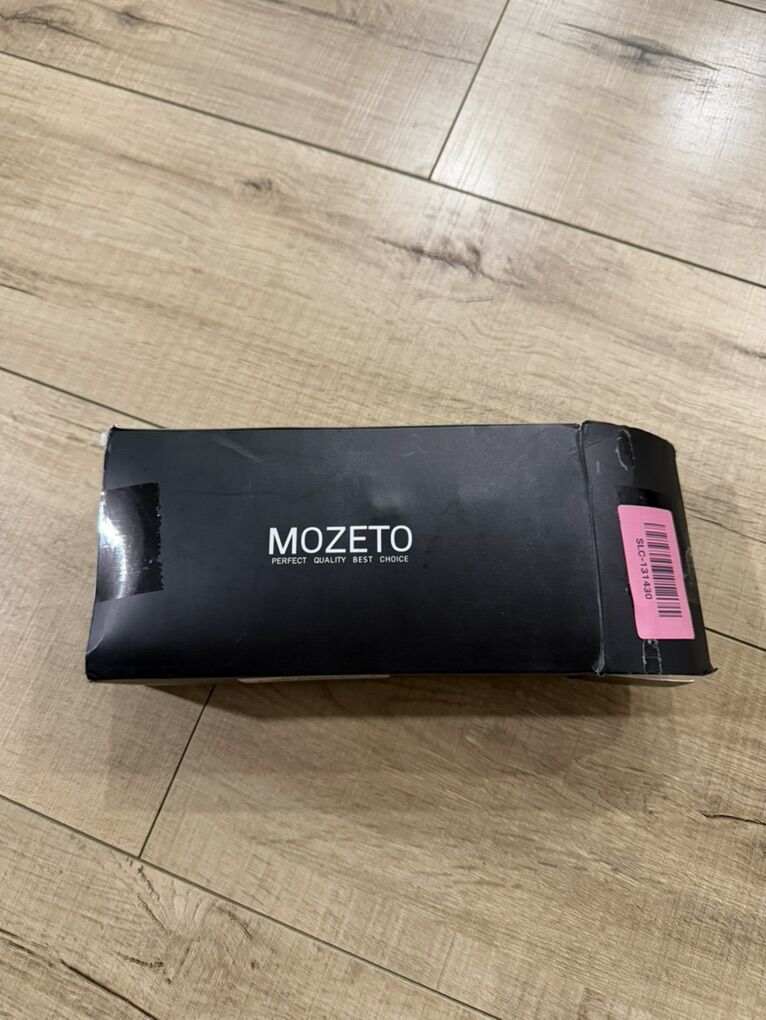 MOZETO
PERFECT QUALITY BEST CHOICE
SLC-131430